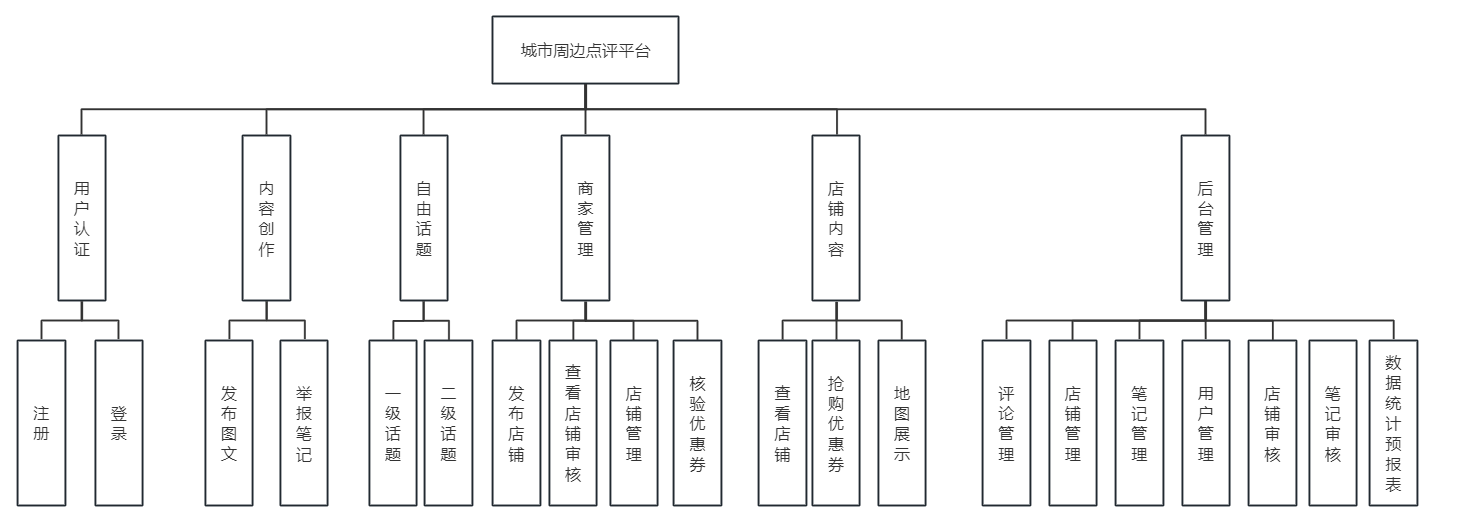 城市周边点评平台
用户认证
内容创作
自由话题
商家管理
店铺内容
后台管理
注册
登录
发布图文
举报笔记
一级话题
二级话题
发布店铺
查看店铺审核
店铺管理
核验优惠券
查看店铺
抢购优惠券
地图展示
评论管理
店铺管理
笔记管理
用户管理
店铺审核
笔记审核
数据统计预报表